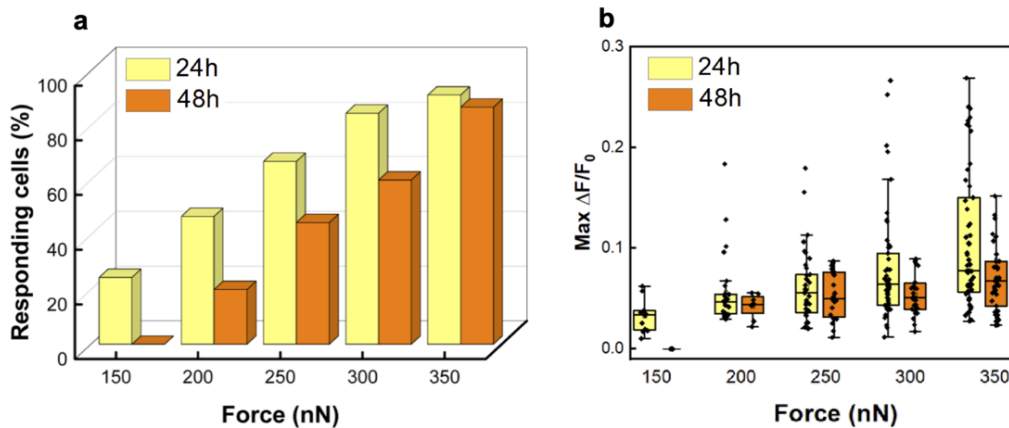 a
24h
48h
100
80
60
40
20
0
Responding cells (%)
150 200 250 300 350
Force (nN)
b
24h
48h
0.3
0.2
0.1
0.0
Max ΔF/F₀
150 200 250 300 350
Force (nN)